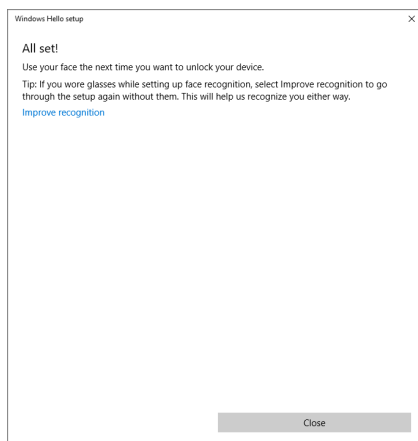 Windows Hello setup
All set!
Use your face the next time you want to unlock your device.
Tip: If you wore glasses while setting up face recognition, select Improve recognition to go
through the setup again without them. This will help us recognize you either way.
Improve recognition
Close